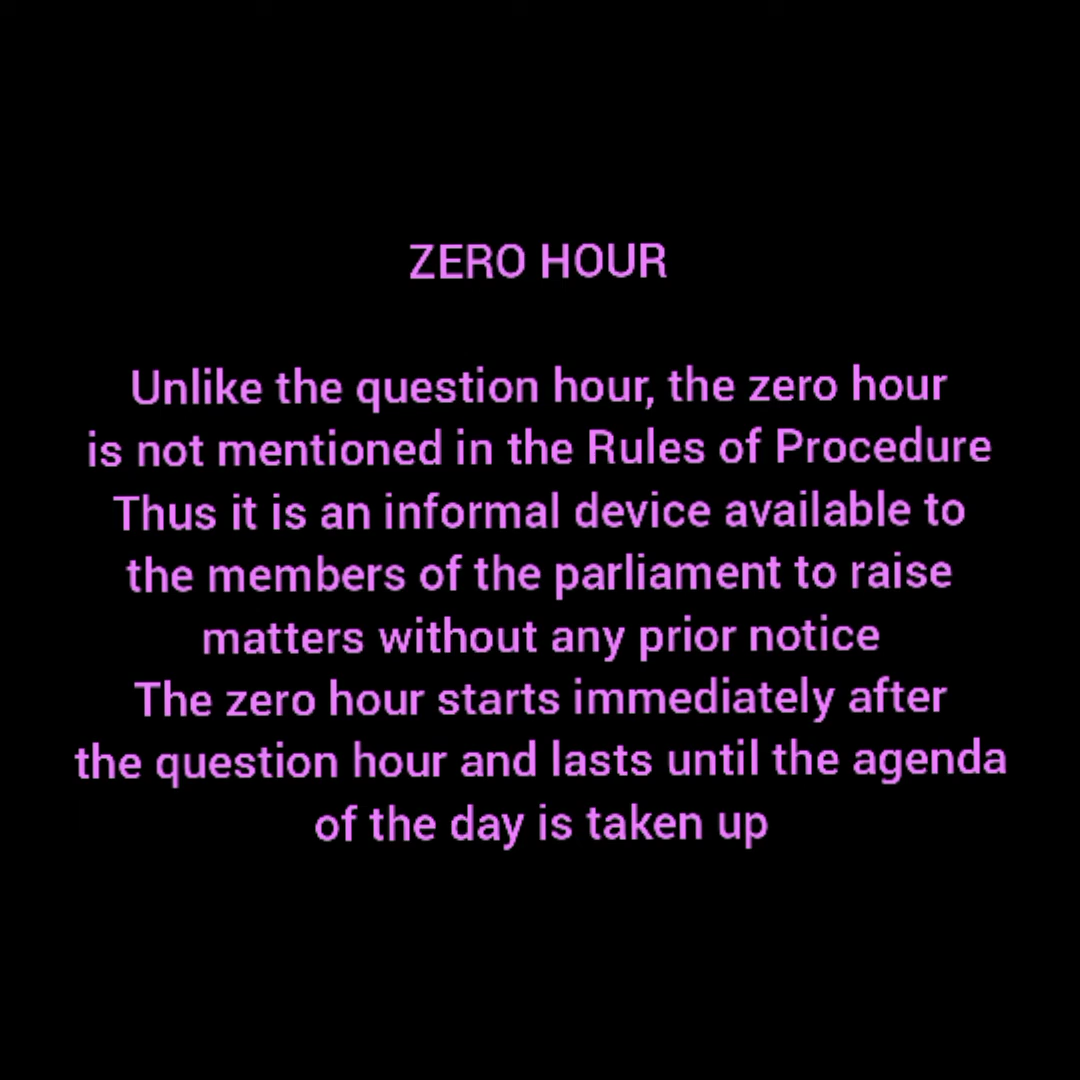 ZERO HOUR
Unlike the question hour, the zero hour
is not mentioned in the Rules of Procedure
Thus it is an informal device available to
the members of the parliament to raise
matters without any prior notice
The zero hour starts immediately after
the question hour and lasts until the agenda
of the day is taken up